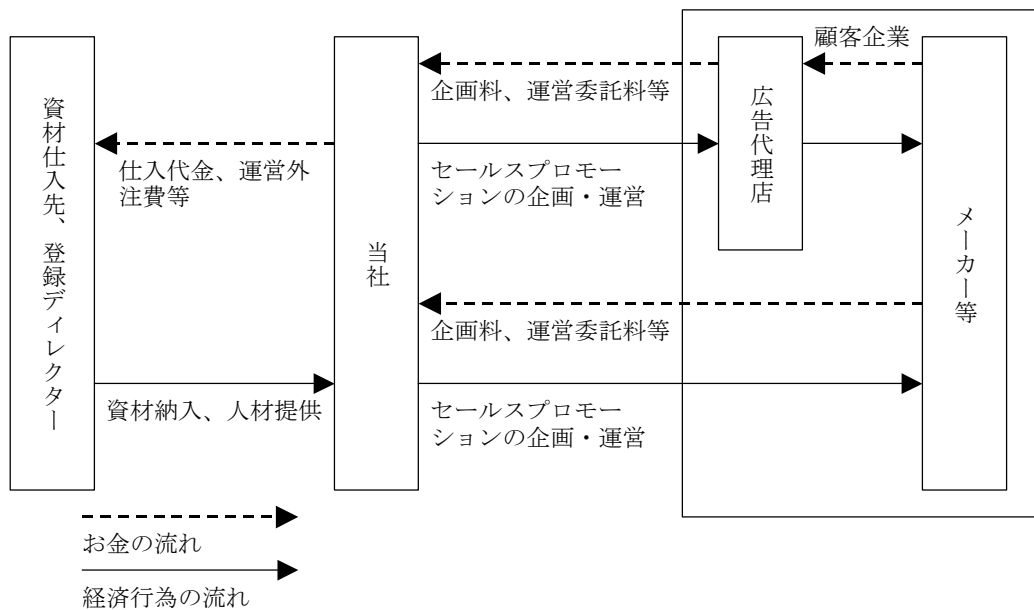 顧客企業
企画料、運営委託料等
広告代理店
資材仕入先、登録ディレクター
仕入代金、運営外
注費等
セールスプロモー
ションの企画・運営
当社
メーカー等
企画料、運営委託料等
資材納入、人材提供
セールスプロモー
ションの企画・運営
お金の流れ
経済行為の流れ